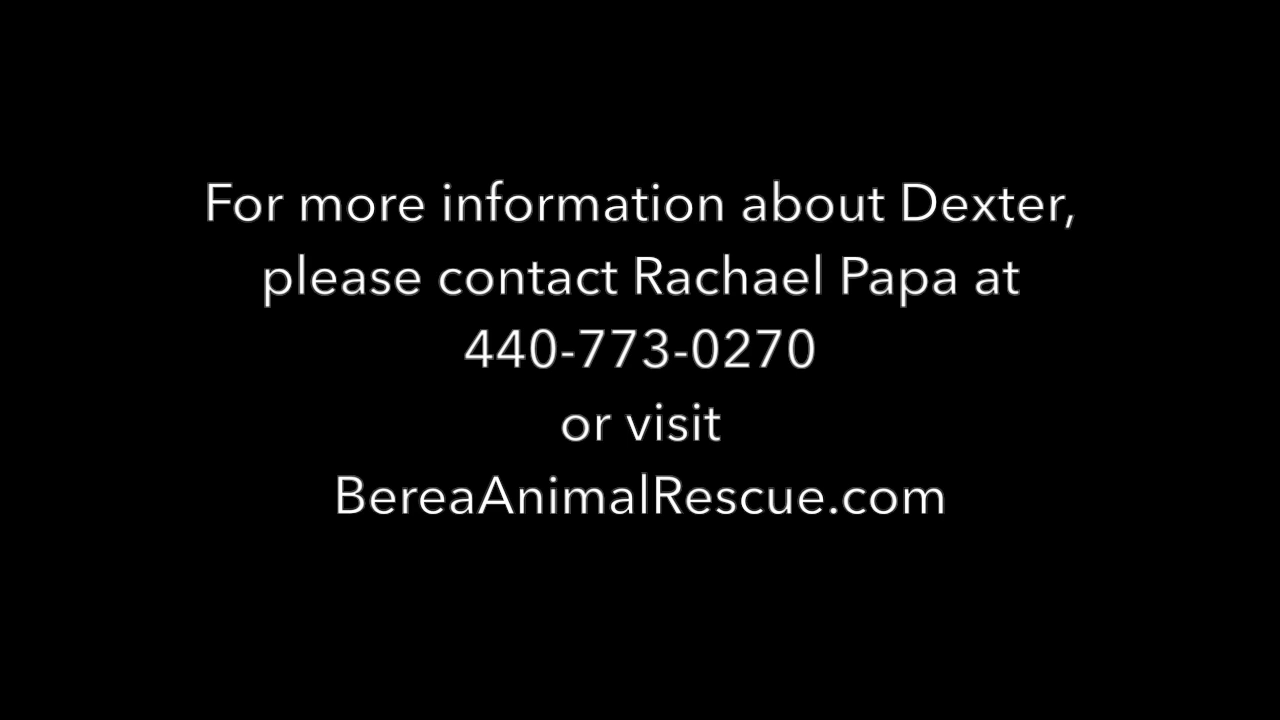 For more information about Dexter,
please contact Rachael Papa at
440-773-0270
or visit
BereaAnimalRescue.com